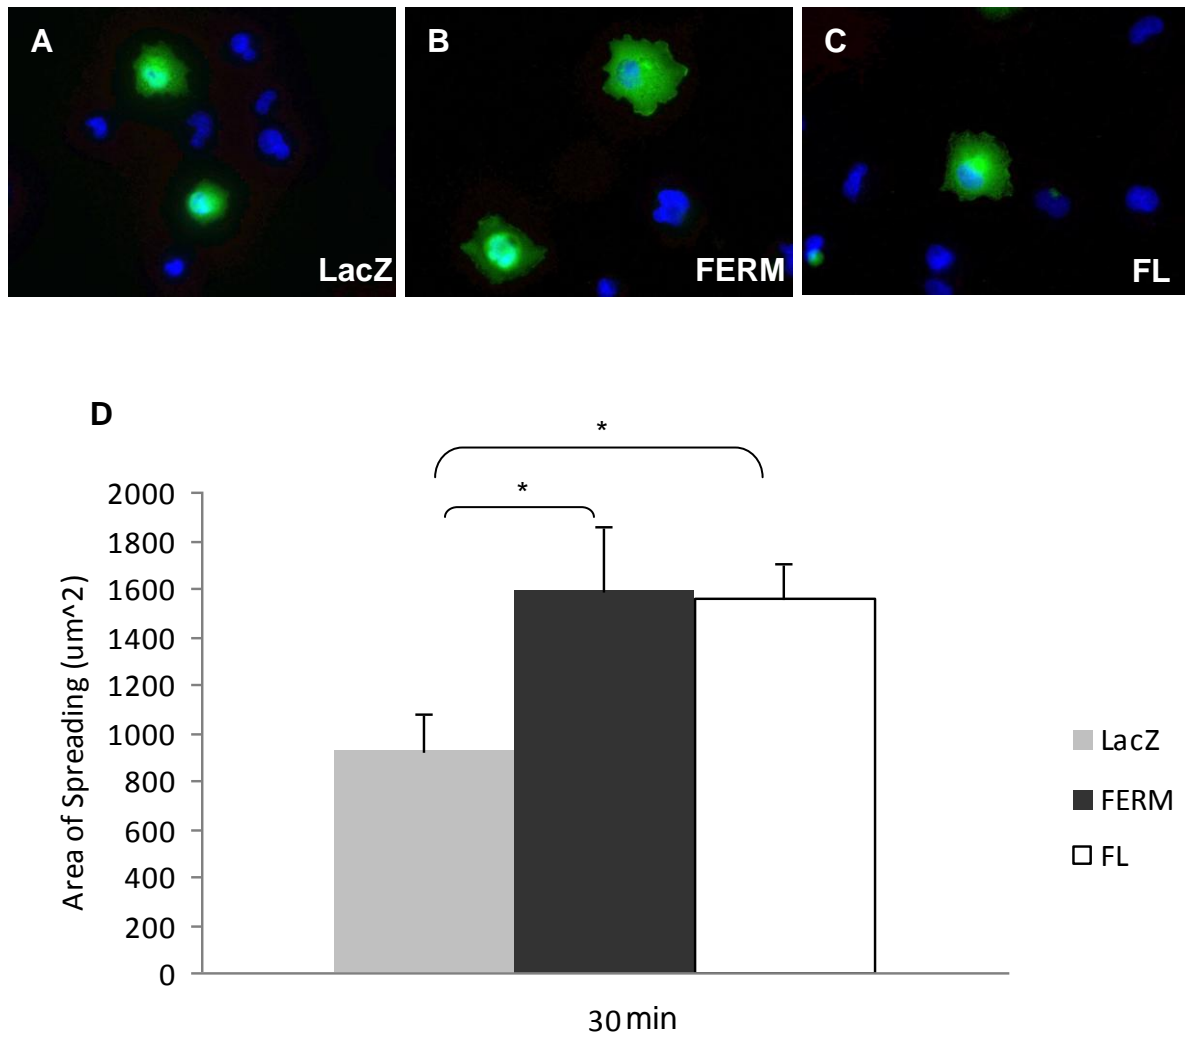 A
B
C
LacZ
FERM
FL
D
*
*
2000
1800
1600
1400
1200
1000
800
600
400
200
0
Area of Spreading (um^2)
30 min
LacZ
FERM
FL